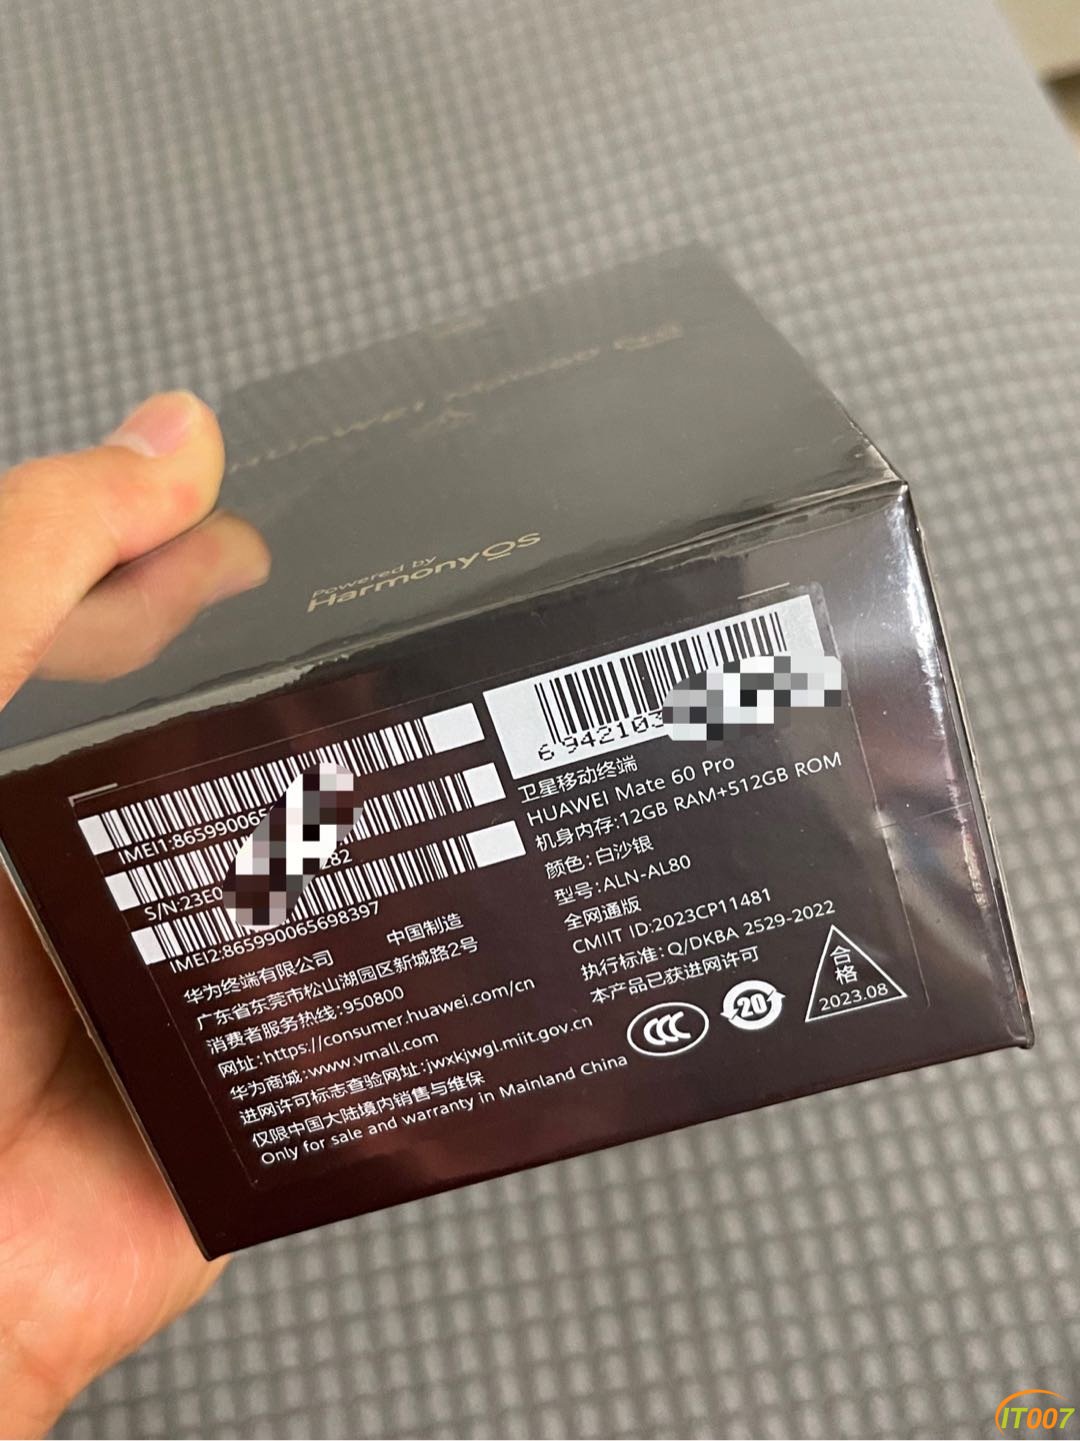 HUAWEI Mate60 Pro
Powered by
HarmonyOS
IMEI1:86599006
S/N:23E0 282
IMEI2:865990065698397
中国制造
华为终端有限公司
广东省东莞市松山湖园区新城路2号
消费者服务热线:950800
网址:https://consumer.huawei.com/cn
华为商城:www.vmall.com
进网许可标志查验网址:jwxkjwgl.miit.gov.cn
仅限中国大陆境内销售与维保
Only for sale and warranty in Mainland China
6 942103
卫星移动终端
HUAWEI Mate 60 Pro
机身内存:12GB RAM+512GB ROM
颜色:白沙银
型号:ALN-AL80
全网通版
CMIIT ID:2023CP11481
执行标准:Q/DKBA 2529-2022
本产品已获进网许可
CCC
20
合格
2023.08
IT007